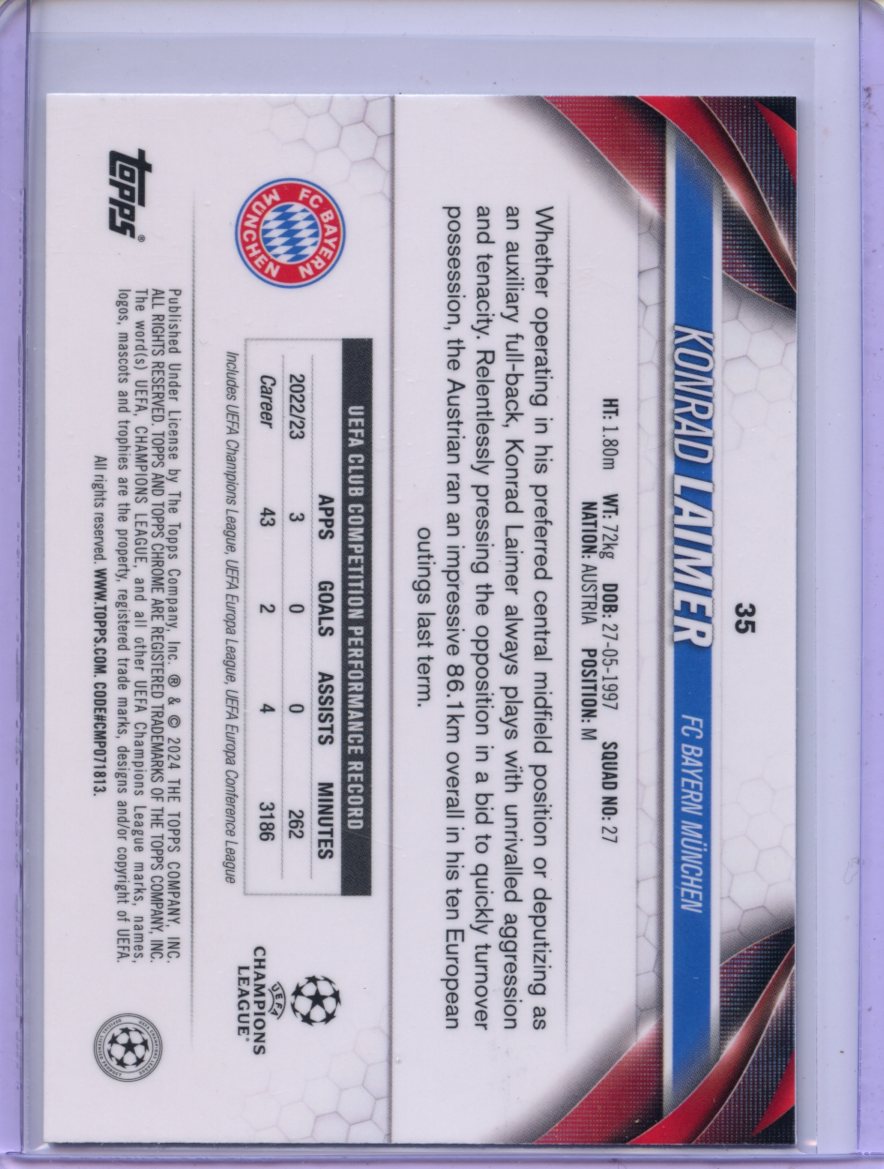 35
KONRAD LAIMER FC BAYERN MÜNCHEN
HT: 1.80m WT: 72kg DOB: 27-05-1997 SQUAD NO: 27
NATION: AUSTRIA POSITION: M
Whether operating in his preferred central midfield position or deputizing as
an auxiliary full-back, Konrad Laimer always plays with unrivalled aggression
and tenacity. Relentlessly pressing the opposition in a bid to quickly turnover
possession, the Austrian ran an impressive 86.1km overall in his ten European
outings last term.
UEFA CLUB COMPETITION PERFORMANCE RECORD
APPS GOALS ASSISTS MINUTES
2022/23 3 0 0 262
Career 43 2 4 3186
Includes UEFA Champions League, UEFA Europa League, UEFA Europa Conference League
FC BAYERN
MÜNCHEN
UEFA
CHAMPIONS
LEAGUE®
topps®
Published Under License by The Topps Company, Inc. ® & © 2024 THE TOPPS COMPANY, INC.
ALL RIGHTS RESERVED. TOPPS AND TOPPS CHROME ARE REGISTERED TRADEMARKS OF THE TOPPS COMPANY, INC.
The word(s) UEFA, CHAMPIONS LEAGUE, and all other UEFA Champions League marks, names,
logos, mascots and trophies are the property, registered trade marks, designs and/or copyright of UEFA.
All rights reserved. WWW.TOPPS.COM. CODE#CMP071813.